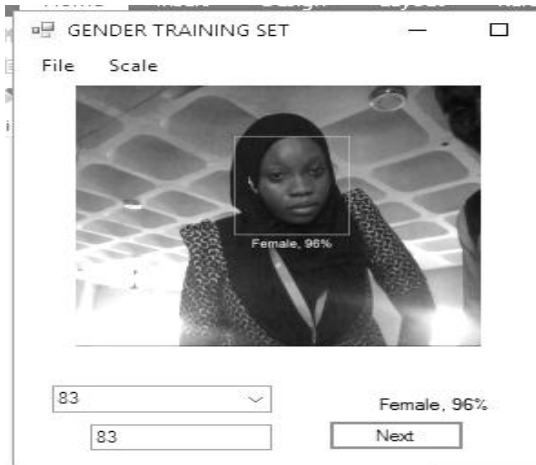 GENDER TRAINING SET
File Scale
Female, 96%
83
Female, 96%
83
Next